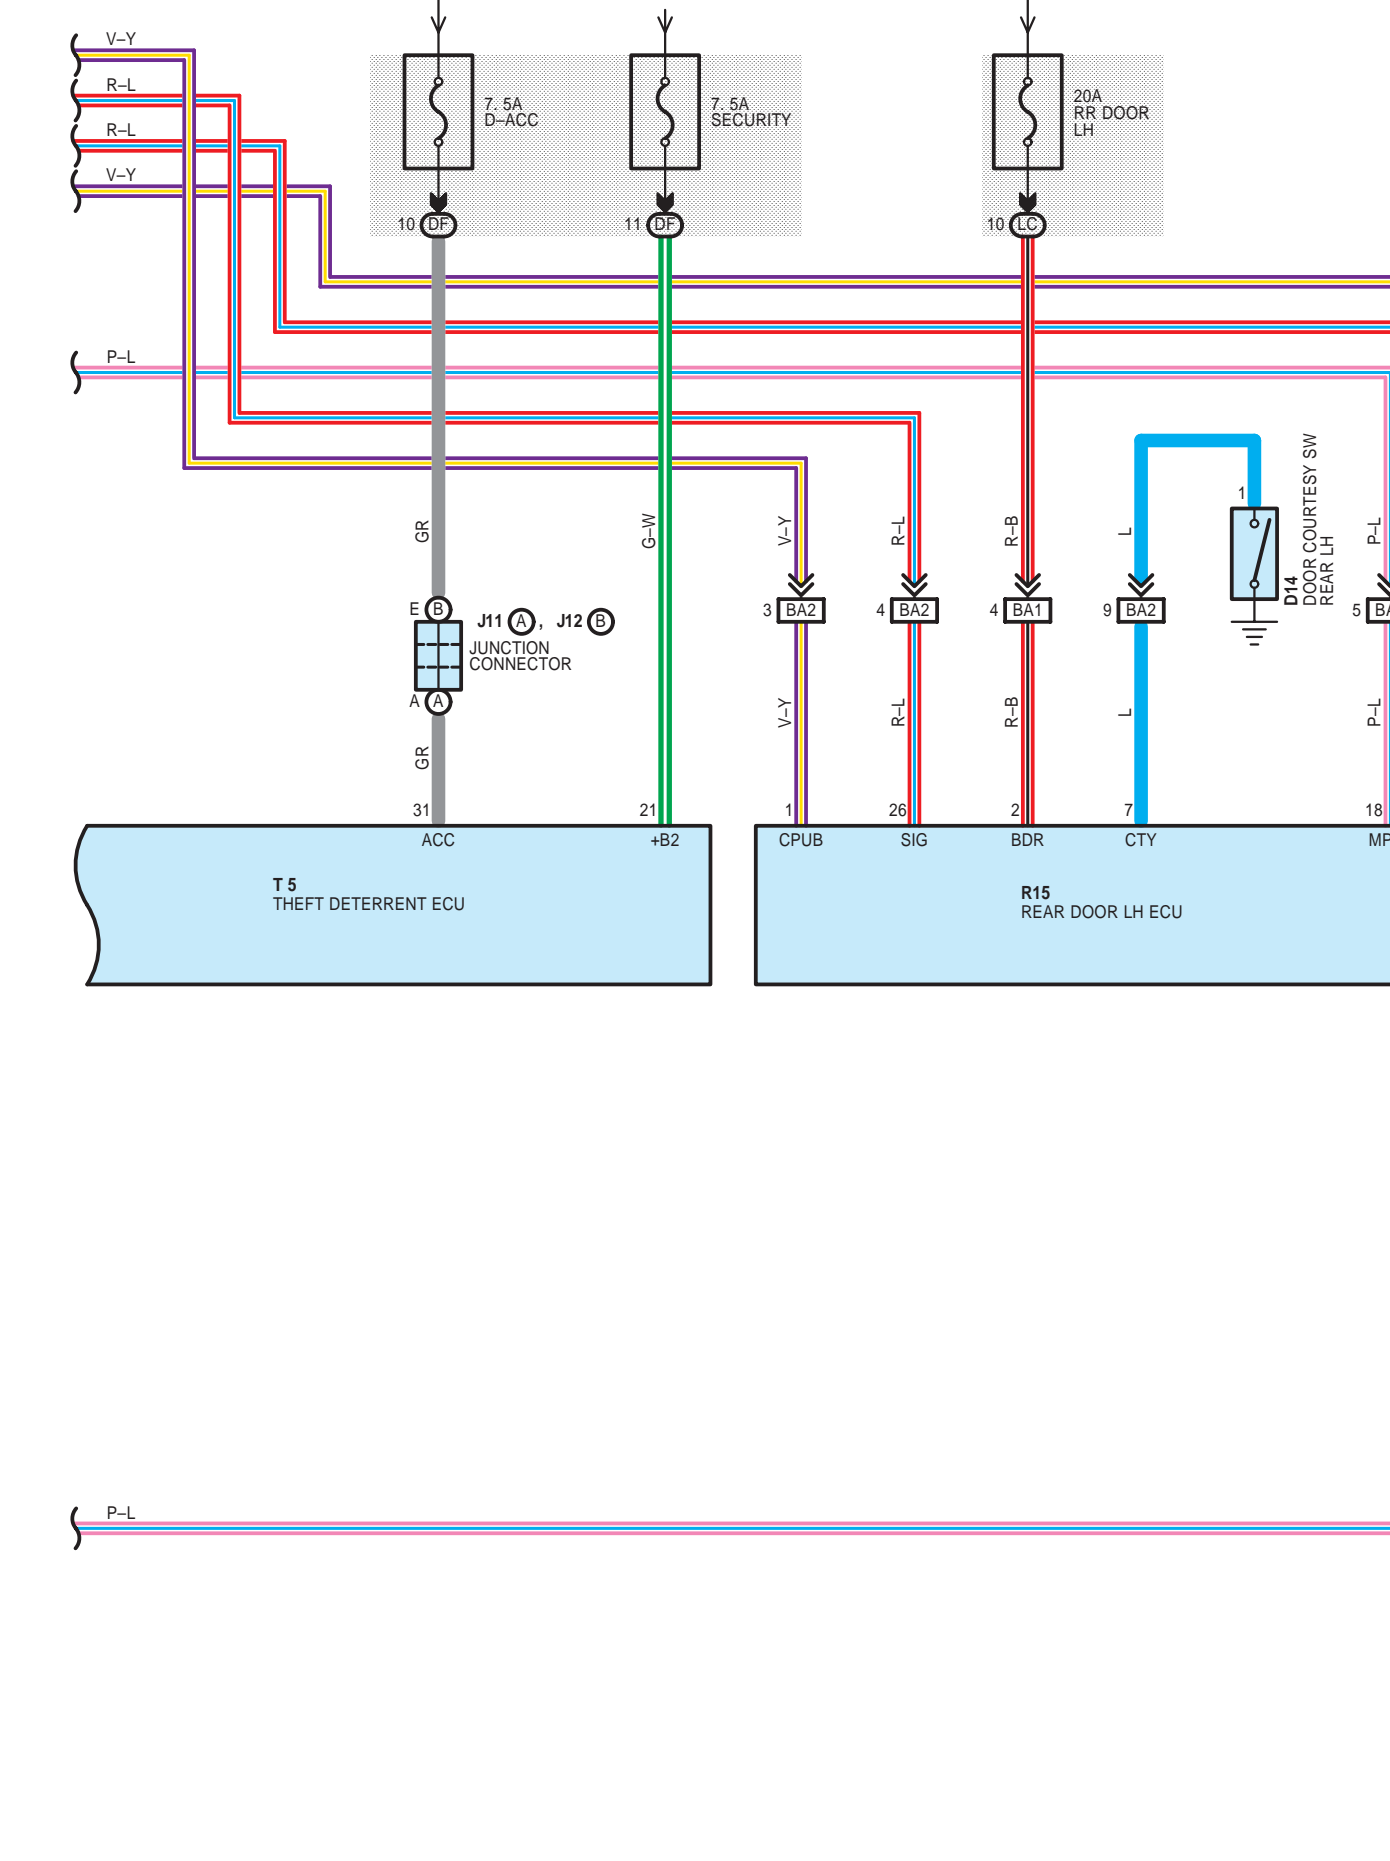 V–Y
R–L
R–L
V–Y
7. 5A
D–ACC
7. 5A
SECURITY
20A
RR DOOR
LH
10 DF
11 DF
10 LC
P–L
GR
G–W
V–Y
R–L
R–B
L
1
D14
DOOR COURTESY SW
REAR LH
P–L
E B
J11 A , J12 B
JUNCTION
CONNECTOR
A A
3 BA2
4 BA2
4 BA1
9 BA2
5 BA
GR
V–Y
R–L
R–B
L
P–L
31
21
1
26
2
7
18
ACC
+B2
CPUB
SIG
BDR
CTY
MP
T 5
THEFT DETERRENT ECU
R15
REAR DOOR LH ECU
P–L